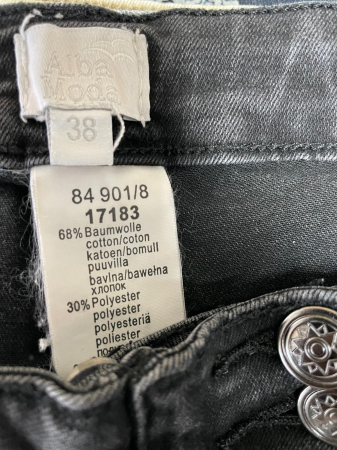 Alba
Moda
38
84 901/8
17183
68% Baumwolle
cotton/coton
katoen/bomull
puuvilla
bavlna/bawełna
хлопок
30% Polyester
polyester
polyesteriä
poliester